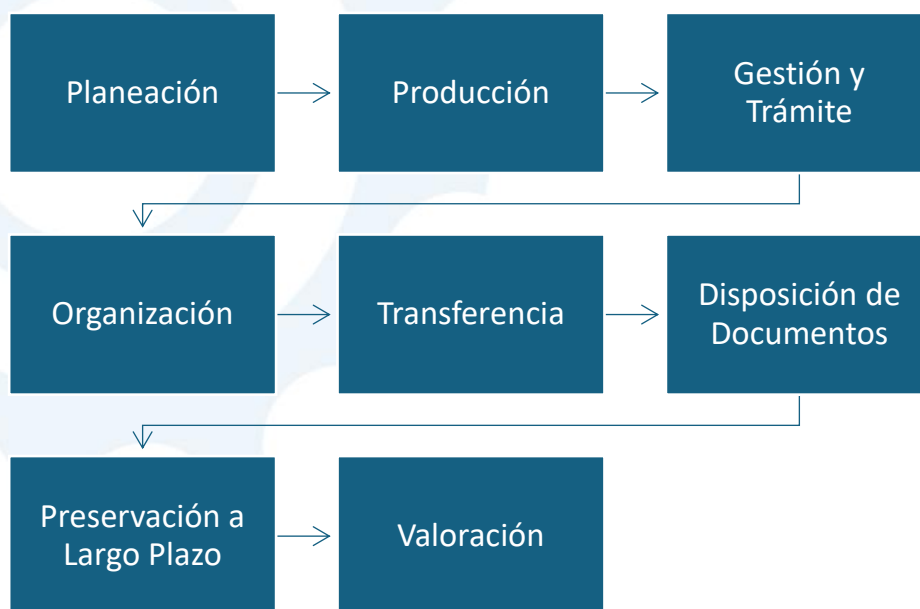 Planeación
Producción
Gestión y
Trámite
Organización
Transferencia
Disposición de
Documentos
Preservación a
Largo Plazo
Valoración